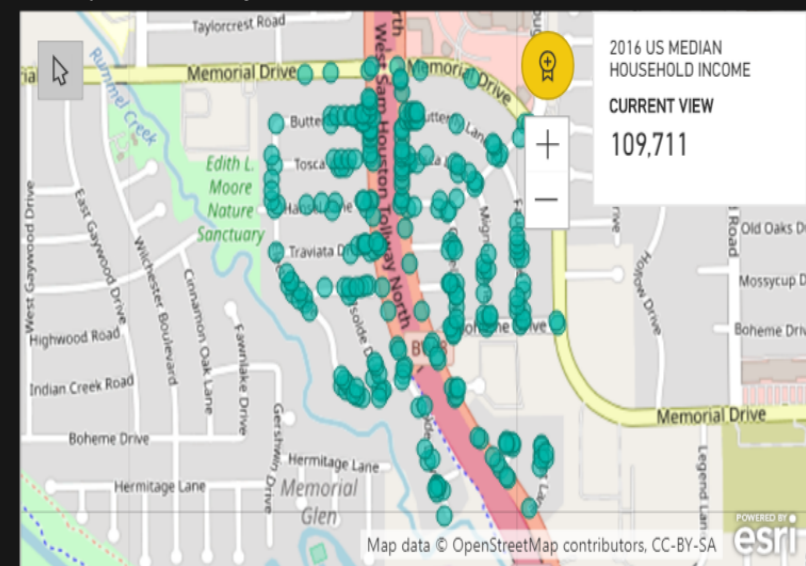 Taylorcrest Road
Memorial Drive
Memorial Drive
Rummel Creek
West Sam Houston Tollway North
Edith L.
Moore
Nature
Sanctuary
Tosca
Traviata
West Gaywood Drive
East Gaywood Drive
Wilchester Boulevard
Cinnamon Oak Lane
Fawnlake Drive
Highwood Road
Indian Creek Road
Boheme Drive
Gershwin Drive
Hermitage Lane
Hermitage Lane
Memorial
Glen
Hollow Drive
Road
Old Oaks D
Mossycup D
Boheme Driv
Memorial Drive
Legend Lan
2016 US MEDIAN
HOUSEHOLD INCOME
CURRENT VIEW
109,711
+
−
Map data © OpenStreetMap contributors, CC-BY-SA
POWERED BY
esri